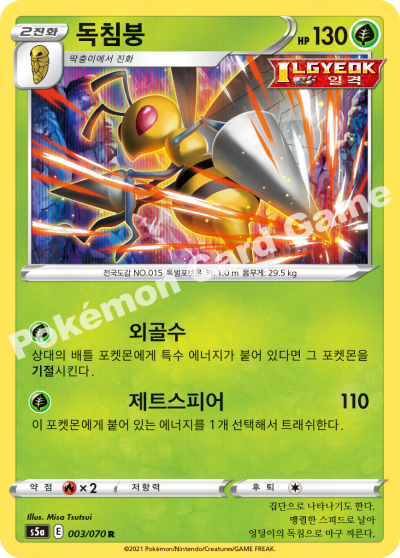 2진화
독침붕
HP 130
딱충이에서 진화
ILGYEOK
일격
전국도감 NO.015 독벌포켓몬 키: 1.0 m 몸무게: 29.5 kg
Pokémon Card Game
외골수
상대의 배틀 포켓몬에게 특수 에너지가 붙어 있다면 그 포켓몬을
기절시킨다.
제트스피어 110
이 포켓몬에게 붙어 있는 에너지를 1개 선택해서 트래쉬한다.
약점 ×2 저항력 후퇴
Illus. Misa Tsutsui
s5a E 003/070 R
집단으로 나타나기도 한다.
맹렬한 스피드로 날아
엉덩이의 독침으로 마구 찌른다.
©2021 Pokémon/Nintendo/Creatures/GAME FREAK.